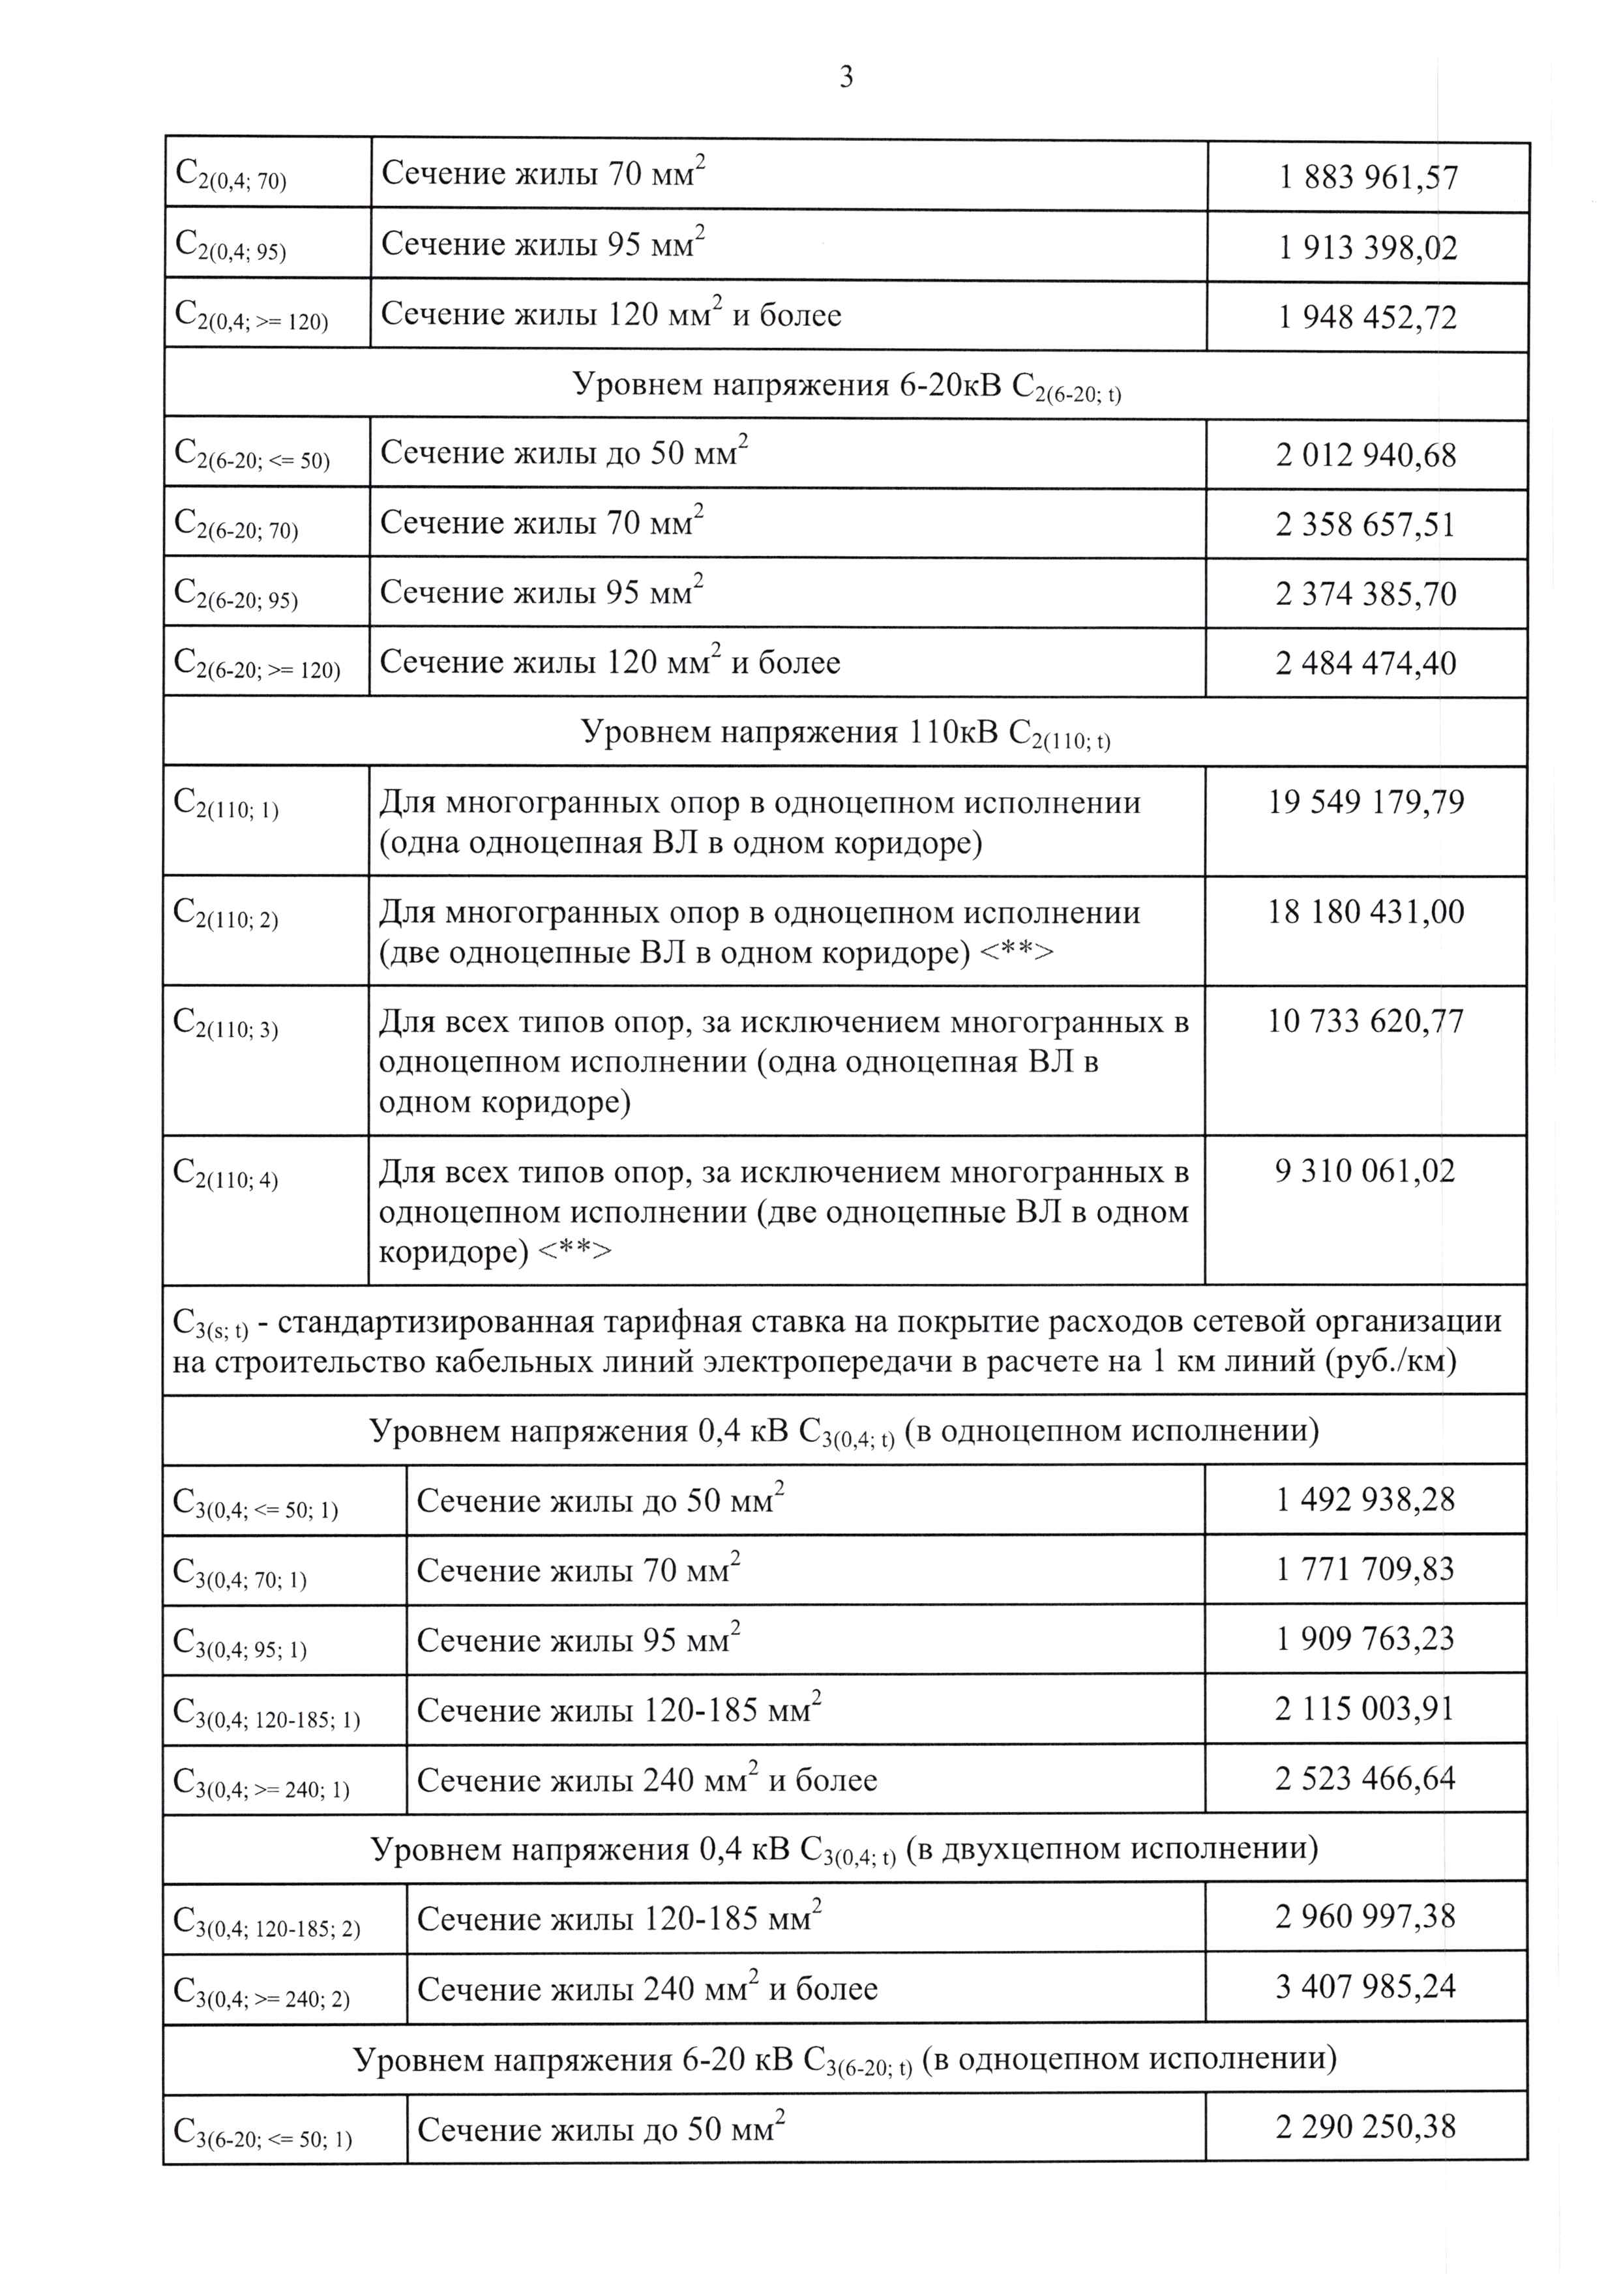 3
C2(0,4; 70) Сечение жилы 70 мм² 1 883 961,57
C2(0,4; 95) Сечение жилы 95 мм² 1 913 398,02
C2(0,4; >= 120) Сечение жилы 120 мм² и более 1 948 452,72
Уровнем напряжения 6-20кВ C2(6-20; t)
C2(6-20; <= 50) Сечение жилы до 50 мм² 2 012 940,68
C2(6-20; 70) Сечение жилы 70 мм² 2 358 657,51
C2(6-20; 95) Сечение жилы 95 мм² 2 374 385,70
C2(6-20; >= 120) Сечение жилы 120 мм² и более 2 484 474,40
Уровнем напряжения 110кВ C2(110; t)
C2(110; 1) Для многогранных опор в одноцепном исполнении 19 549 179,79
(одна одноцепная ВЛ в одном коридоре)
C2(110; 2) Для многогранных опор в одноцепном исполнении 18 180 431,00
(две одноцепные ВЛ в одном коридоре) <**>
C2(110; 3) Для всех типов опор, за исключением многогранных в 10 733 620,77
одноцепном исполнении (одна одноцепная ВЛ в
одном коридоре)
C2(110; 4) Для всех типов опор, за исключением многогранных в 9 310 061,02
одноцепном исполнении (две одноцепные ВЛ в одном
коридоре) <**>
C3(s; t) - стандартизированная тарифная ставка на покрытие расходов сетевой организации
на строительство кабельных линий электропередачи в расчете на 1 км линий (руб./км)
Уровнем напряжения 0,4 кВ C3(0,4; t) (в одноцепном исполнении)
C3(0,4; <= 50; 1) Сечение жилы до 50 мм² 1 492 938,28
C3(0,4; 70; 1) Сечение жилы 70 мм² 1 771 709,83
C3(0,4; 95; 1) Сечение жилы 95 мм² 1 909 763,23
C3(0,4; 120-185; 1) Сечение жилы 120-185 мм² 2 115 003,91
C3(0,4; >= 240; 1) Сечение жилы 240 мм² и более 2 523 466,64
Уровнем напряжения 0,4 кВ C3(0,4; t) (в двухцепном исполнении)
C3(0,4; 120-185; 2) Сечение жилы 120-185 мм² 2 960 997,38
C3(0,4; >= 240; 2) Сечение жилы 240 мм² и более 3 407 985,24
Уровнем напряжения 6-20 кВ C3(6-20; t) (в одноцепном исполнении)
C3(6-20; <= 50; 1) Сечение жилы до 50 мм² 2 290 250,38